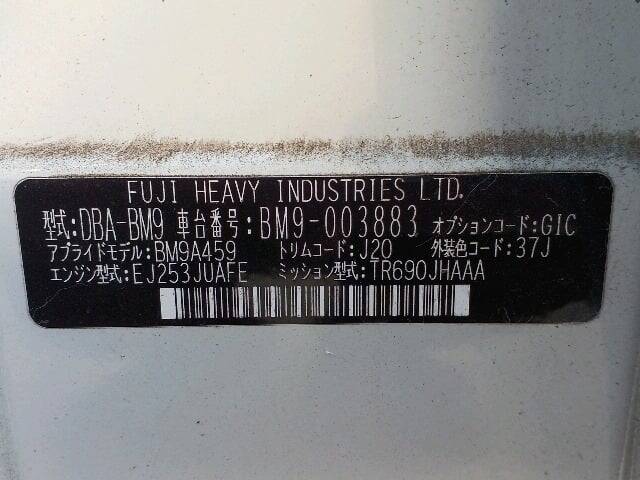 FUJI HEAVY INDUSTRIES LTD.
型式:DBA-BM9 車台番号:BM9-003883 オプションコード:GIC
アプライドモデル:BM9A459 トリムコード:J20 外装色コード:37J
エンジン型式:EJ253JUAFE ミッション型式:TR690JHAAA